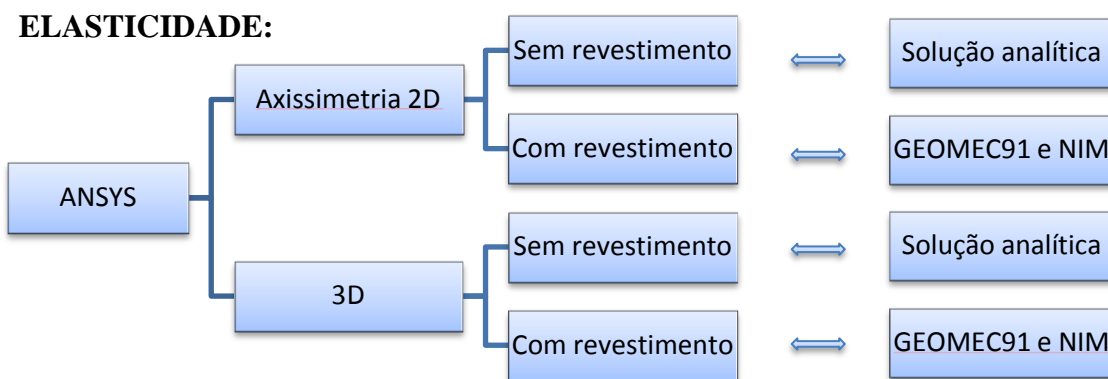 ELASTICIDADE:
Sem revestimento
Solução analítica
Axissimetria 2D
Com revestimento
GEOMEC91 e NIM
ANSYS
Sem revestimento
Solução analítica
3D
Com revestimento
GEOMEC91 e NIM